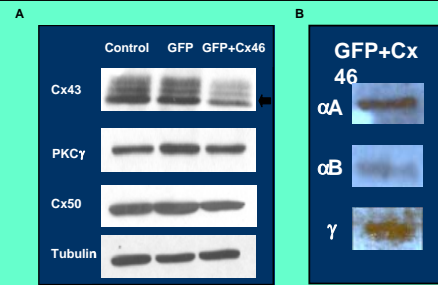 A
B
Control GFP GFP+Cx46
Cx43
PKCγ
Cx50
Tubulin
GFP+Cx
46
αA
αB
γ